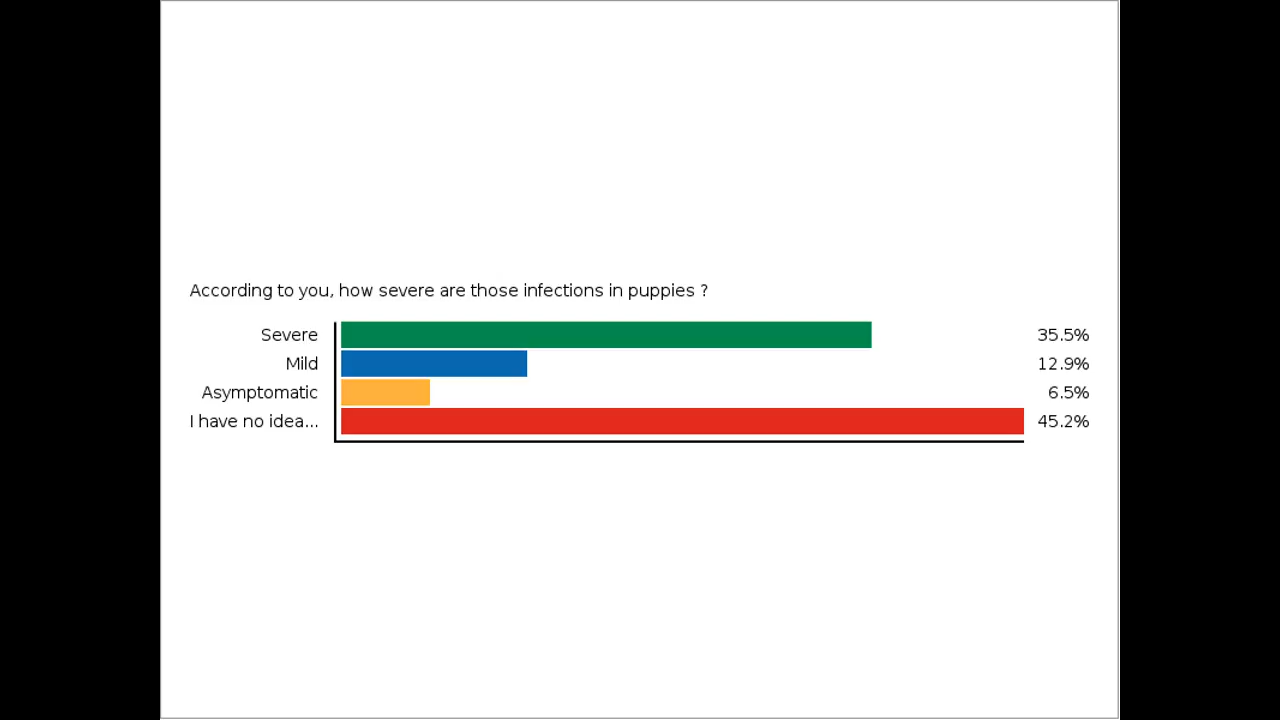 According to you, how severe are those infections in puppies ?
Severe 35.5%
Mild 12.9%
Asymptomatic 6.5%
I have no idea... 45.2%